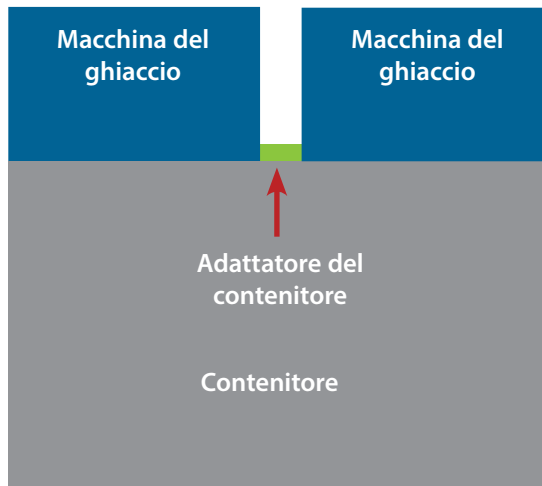 Macchina del
ghiaccio
Macchina del
ghiaccio
Adattatore del
contenitore
Contenitore